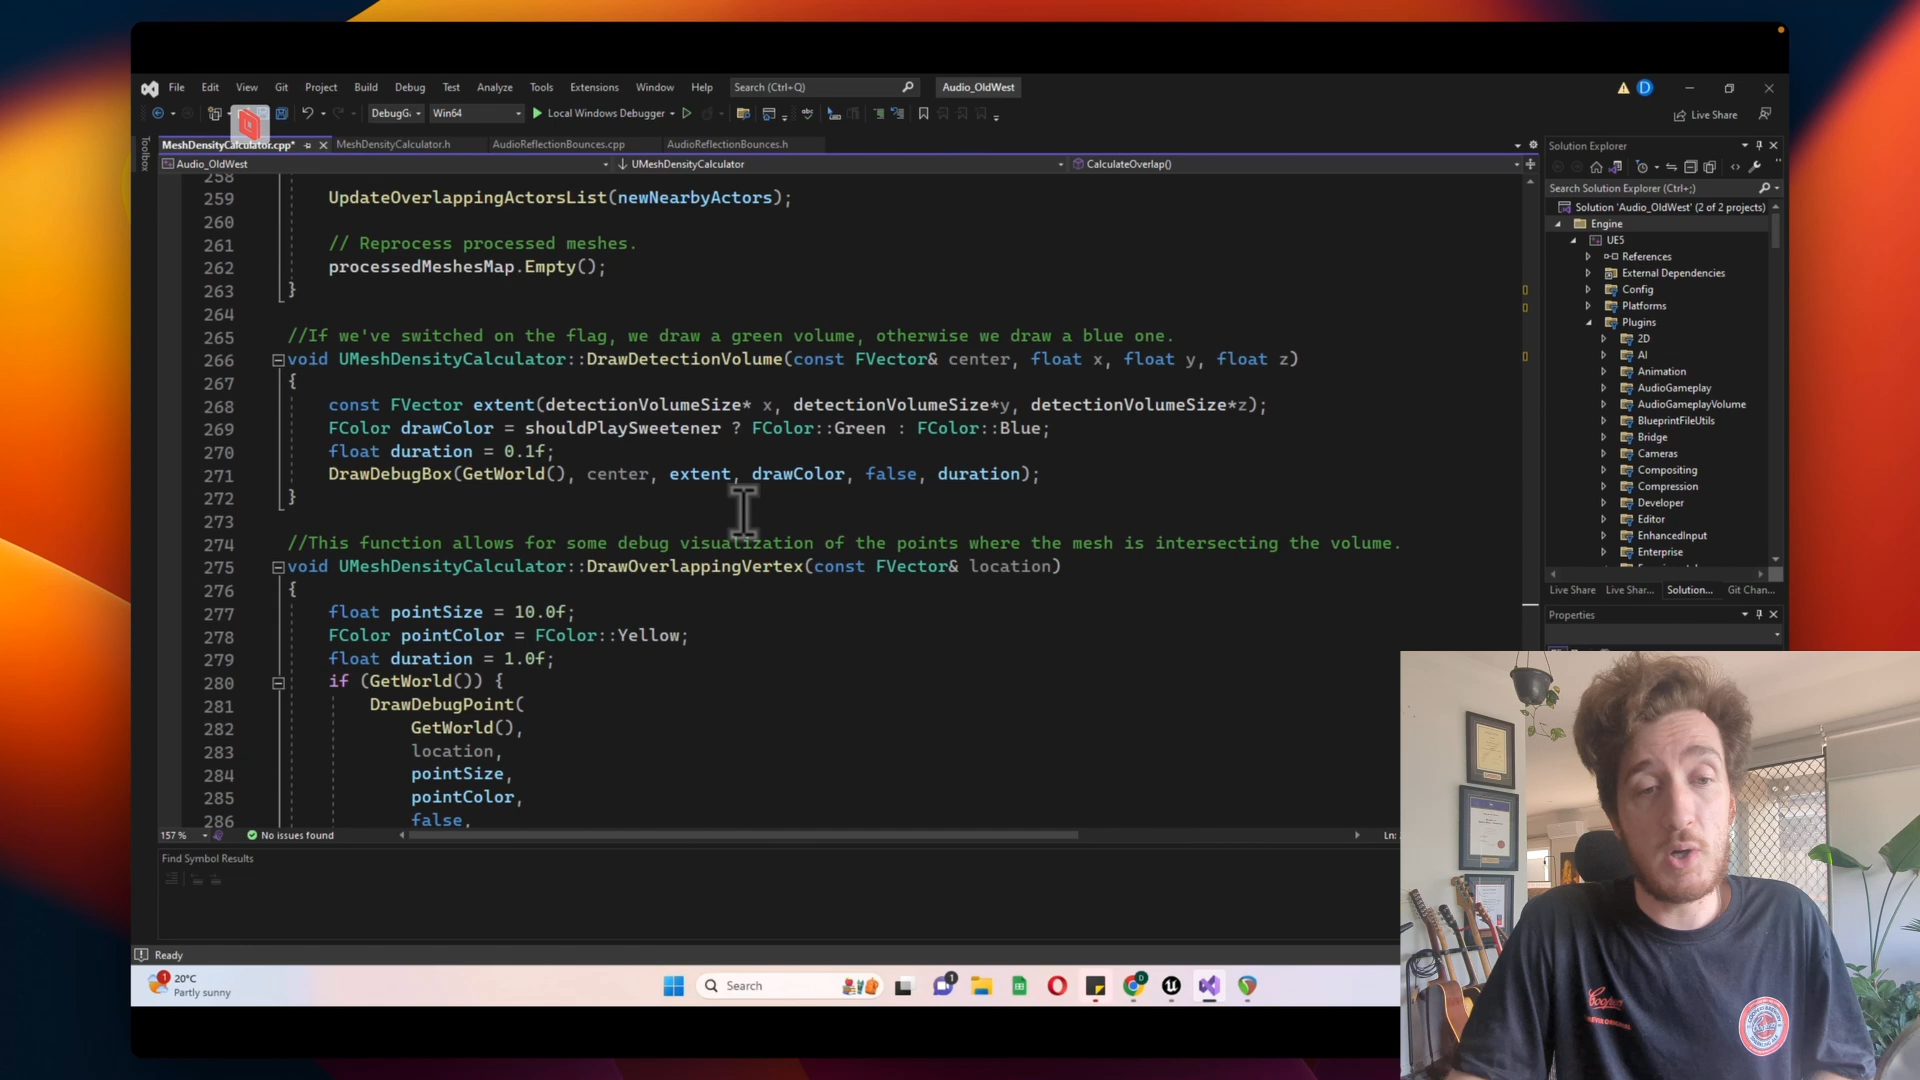 File Edit View Git Project Build Debug Test Analyze Tools Extensions Window Help Search (Ctrl+Q) Audio_OldWest D
DebugG Win64 Local Windows Debugger Live Share
Toolbox
MeshDensityCalculator.cpp* MeshDensityCalculator.h AudioReflectionBounces.cpp AudioReflectionBounces.h
Audio_OldWest UMeshDensityCalculator CalculateOverlap()
258
259 UpdateOverlappingActorsList(newNearbyActors);
260
261 // Reprocess processed meshes.
262 processedMeshesMap.Empty();
263 }
264
265 //If we've switched on the flag, we draw a green volume, otherwise we draw a blue one.
266 void UMeshDensityCalculator::DrawDetectionVolume(const FVector& center, float x, float y, float z)
267 {
268 const FVector extent(detectionVolumeSize* x, detectionVolumeSize*y, detectionVolumeSize*z);
269 FColor drawColor = shouldPlaySweetener ? FColor::Green : FColor::Blue;
270 float duration = 0.1f;
271 DrawDebugBox(GetWorld(), center, extent, drawColor, false, duration);
272 }
273
274 //This function allows for some debug visualization of the points where the mesh is intersecting the volume.
275 void UMeshDensityCalculator::DrawOverlappingVertex(const FVector& location)
276 {
277 float pointSize = 10.0f;
278 FColor pointColor = FColor::Yellow;
279 float duration = 1.0f;
280 if (GetWorld()) {
281 DrawDebugPoint(
282 GetWorld(),
283 location,
284 pointSize,
285 pointColor,
286 false,
157 % No issues found Ln:
Find Symbol Results
Ready
Solution Explorer
Search Solution Explorer (Ctrl+;)
Solution 'Audio_OldWest' (2 of 2 projects)
Engine
UE5
References
External Dependencies
Config
Platforms
Plugins
2D
AI
Animation
AudioGameplay
AudioGameplayVolume
BlueprintFileUtils
Bridge
Cameras
Compositing
Compression
Developer
Editor
EnhancedInput
Enterprise
Live Share Live Shar... Solution... Git Chan...
Properties
1 20°C
Partly sunny
Search
1
D
Coopers